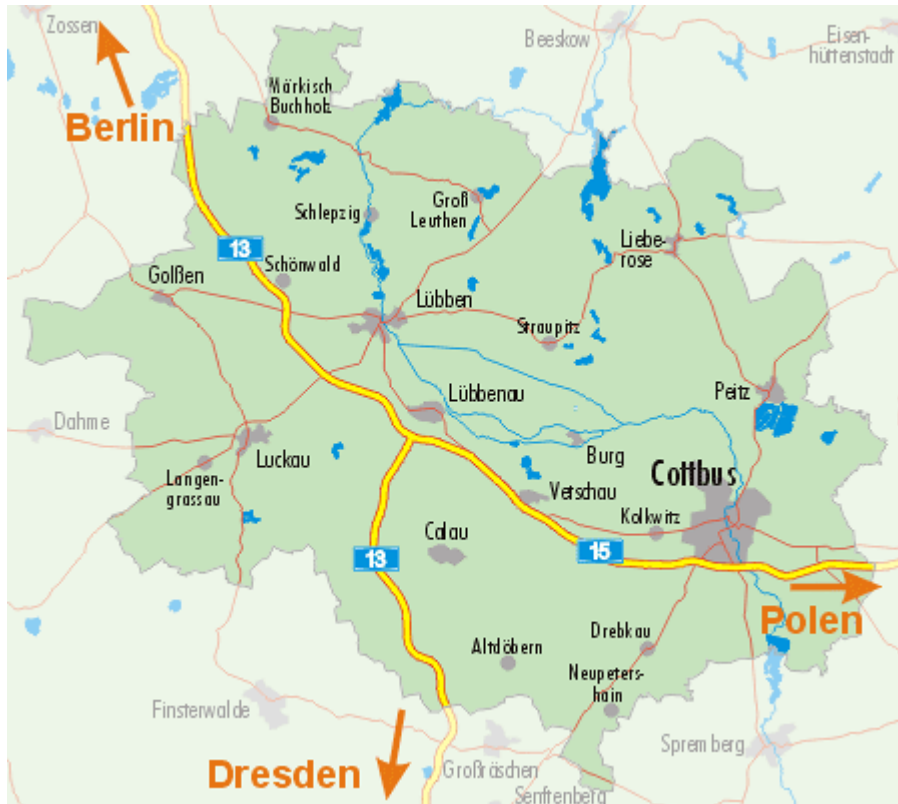 Zossen
Beeskow
Eisen-
hüttenstadt
Märkisch
Buchholz
Berlin
Groß
Leuthen
Schlepzig
Liebe-
rose
13
Schönwald
Golßen
Lübben
Straupitz
Lübbenau
Peitz
Dahme
Luckau
Burg
Langen-
grassau
Cottbus
Vetschau
Kolkwitz
Calau
13
15
Polen
Altdöbern
Drebkau
Neupeters-
hain
Finsterwalde
Spremberg
Dresden
Großräschen
Senftenberg